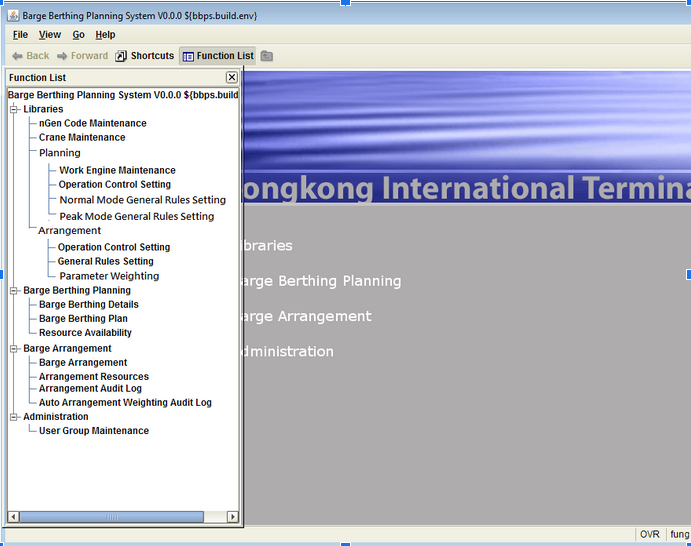 Barge Berthing Planning System V0.0.0 ${bbps.build.env}
File View Go Help
Back Forward Shortcuts Function List
Function List
Barge Berthing Planning System V0.0.0 ${bbps.build
Libraries
nGen Code Maintenance
Crane Maintenance
Planning
Work Engine Maintenance
Operation Control Setting
Normal Mode General Rules Setting
Peak Mode General Rules Setting
Arrangement
Operation Control Setting
General Rules Setting
Parameter Weighting
Barge Berthing Planning
Barge Berthing Details
Barge Berthing Plan
Resource Availability
Barge Arrangement
Barge Arrangement
Arrangement Resources
Arrangement Audit Log
Auto Arrangement Weighting Audit Log
Administration
User Group Maintenance
ongkong International Termina
ibraries
arge Berthing Planning
arge Arrangement
dministration
OVR fung